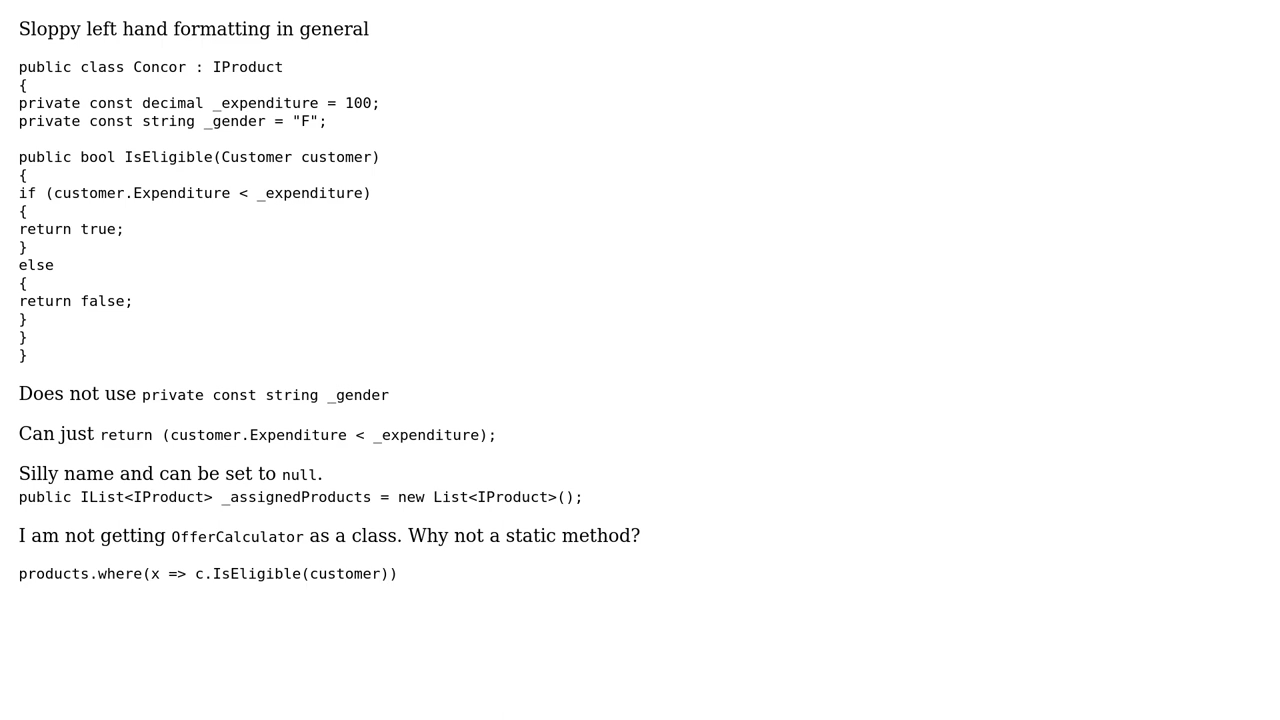 Sloppy left hand formatting in general
public class Concor : IProduct
{
private const decimal _expenditure = 100;
private const string _gender = "F";
public bool IsEligible(Customer customer)
{
if (customer.Expenditure < _expenditure)
{
return true;
}
else
{
return false;
}
}
}
Does not use private const string _gender
Can just return (customer.Expenditure < _expenditure);
Silly name and can be set to null.
public IList<IProduct> _assignedProducts = new List<IProduct>();
I am not getting OfferCalculator as a class. Why not a static method?
products.where(x => c.IsEligible(customer))